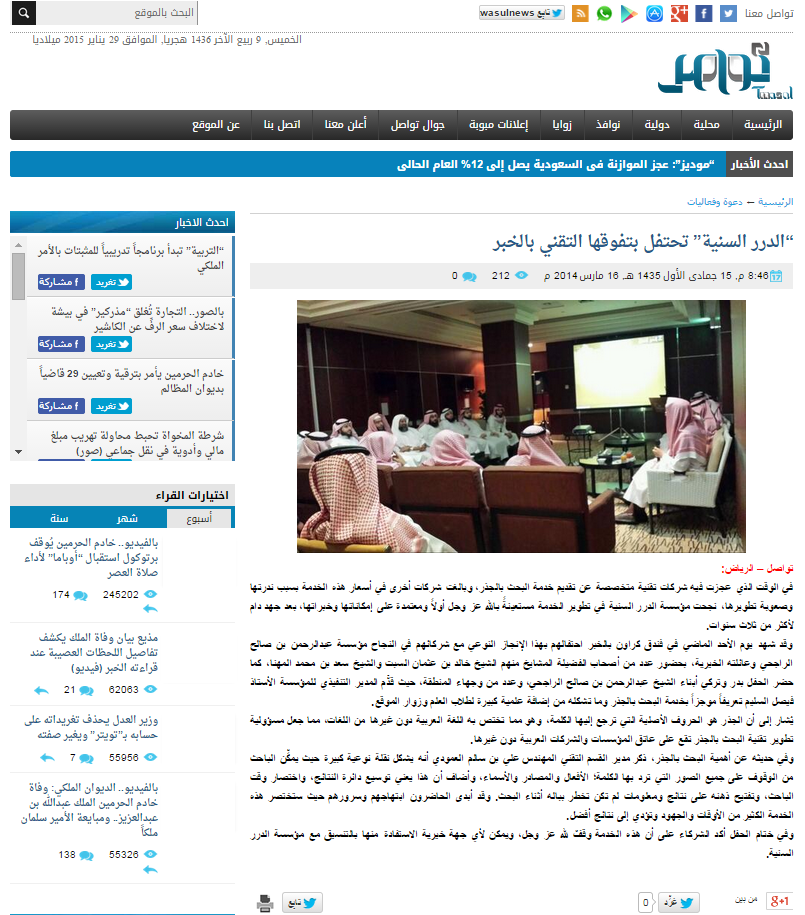 تواصل معنا
تابع wasulnews
البحث بالموقع
الخميس, 9 ربيع الآخر 1436 هجريا, الموافق 29 يناير 2015 ميلاديا
تواصل
Twasul
الرئيسية
محلية
دولية
نوافذ
زوايا
إعلانات مبوبة
جوال تواصل
أعلن معنا
اتصل بنا
عن الموقع
احدث الأخبار
“موديز”: عجز الموازنة فى السعودية يصل إلى 12% العام الحالى
الرئيسية ← دعوة وفعاليات
“الدرر السنية” تحتفل بتفوقها التقني بالخبر
8:46 م, 15 جمادى الأول 1435 هـ, 16 مارس 2014 م
212
0
تواصل – الرياض:
في الوقت الذي عجزت فيه شركات تقنية متخصصة عن تقديم خدمة البحث بالجذر، وبالغت شركات أخرى في أسعار هذه الخدمة بسبب ندرتها
وصعوبة تطويرها، نجحت مؤسسة الدرر السنية في تطوير الخدمة مستعينةً بالله عز وجل أولاً ومعتمدة على إمكاناتها وخبراتها، بعد جهد دام
لأكثر من ثلاث سنوات.
وقد شهد يوم الأحد الماضي في فندق كراون بالخبر احتفالهم بهذا الإنجاز النوعي مع شركائهم في النجاح مؤسسة عبدالرحمن بن صالح
الراجحي وعائلته الخيرية، بحضور عدد من أصحاب الفضيلة المشايخ منهم الشيخ خالد بن عثمان السبت والشيخ سعد بن محمد المهنا، كما
حضر الحفل بدر وتركي أبناء الشيخ عبدالرحمن بن صالح الراجحي، وعدد من وجهاء المنطقة، حيث قدَّم المدير التنفيذي للمؤسسة الأستاذ
فيصل السليم تعريفاً موجزاً بخدمة البحث بالجذر وما تشكله من إضافة علمية كبيرة لطلاب العلم وزوار الموقع.
يُشار إلى أن الجذر هو الحروف الأصلية التي ترجع إليها الكلمة، وهو مما تختص به اللغة العربية دون غيرها من اللغات، مما جعل مسؤولية
تطوير تقنية البحث بالجذر تقع على عاتق المؤسسات والشركات العربية دون غيرها.
وفي حديثه عن أهمية البحث بالجذر، ذكر مدير القسم التقني المهندس علي بن سالم العمودي أنه يشكل نقلة نوعية كبيرة حيث يمكِّن الباحث
من الوقوف على جميع الصور التي ترد بها الكلمة؛ الأفعال والمصادر والأسماء، وأضاف أن هذا يعني توسيع دائرة النتائج، واختصار وقت
الباحث، وتفتيح ذهنه على نتائج ومعلومات لم تكن تخطر بباله أثناء البحث. وقد أبدى الحاضرون ابتهاجهم وسرورهم حيث ستختصر هذه
الخدمة الكثير من الأوقات والجهود وتؤدي إلى نتائج أفضل.
وفي ختام الحفل أكد الشركاء على أن هذه الخدمة وقفٌ لله عز وجل، ويمكن لأي جهة خيرية الاستفادة منها بالتنسيق مع مؤسسة الدرر
السنية.
+1
من بين
غرِّد
0
تابع
احدث الاخبار
“التربية” تبدأ برنامجاً تدريبياً للمثبتات بالأمر
الملكي
تغريد
مشاركة
بالصور.. التجارة تُغلق “مذركير” في بيشة
لاختلاف سعر الرفّ عن الكاشير
تغريد
مشاركة
خادم الحرمين يأمر بترقية وتعيين 29 قاضياً
بديوان المظالم
تغريد
مشاركة
شرطة المخواة تحبط محاولة تهريب مبلغ
مالي وأدوية في نقل جماعي (صور)
اختيارات القراء
أسبوع
شهر
سنة
بالفيديو.. خادم الحرمين يُوقف
برتوكول استقبال “أوباما” لأداء
صلاة العصر
245202
174
مذيع بيان وفاة الملك يكشف
تفاصيل اللحظات العصيبة عند
قراءته الخبر (فيديو)
62063
21
وزير العدل يحذف تغريداته على
حسابه بـ”تويتر” ويغير صفته
55956
7
بالفيديو.. الديوان الملكي: وفاة
خادم الحرمين الملك عبدالله بن
عبدالعزيز.. ومبايعة الأمير سلمان
ملكاً
55326
138